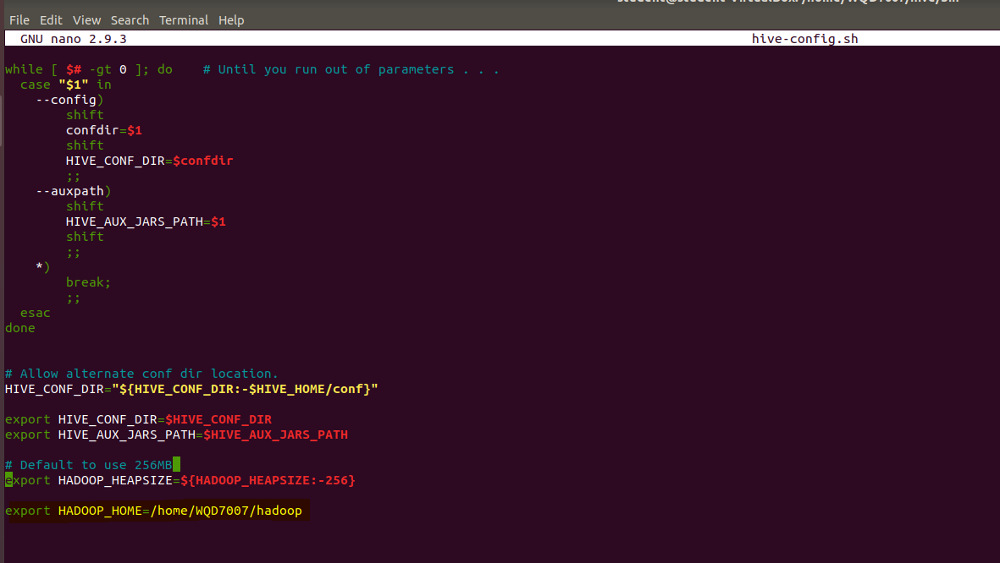 File Edit View Search Terminal Help
GNU nano 2.9.3 hive-config.sh
while [ $# -gt 0 ]; do    # Until you run out of parameters . . .
  case "$1" in
    --config)
        shift
        confdir=$1
        shift
        HIVE_CONF_DIR=$confdir
        ;;
    --auxpath)
        shift
        HIVE_AUX_JARS_PATH=$1
        shift
        ;;
    *)
        break;
        ;;
  esac
done
# Allow alternate conf dir location.
HIVE_CONF_DIR="${HIVE_CONF_DIR:-$HIVE_HOME/conf}"
export HIVE_CONF_DIR=$HIVE_CONF_DIR
export HIVE_AUX_JARS_PATH=$HIVE_AUX_JARS_PATH
# Default to use 256MB
export HADOOP_HEAPSIZE=${HADOOP_HEAPSIZE:-256}
export HADOOP_HOME=/home/WQD7007/hadoop